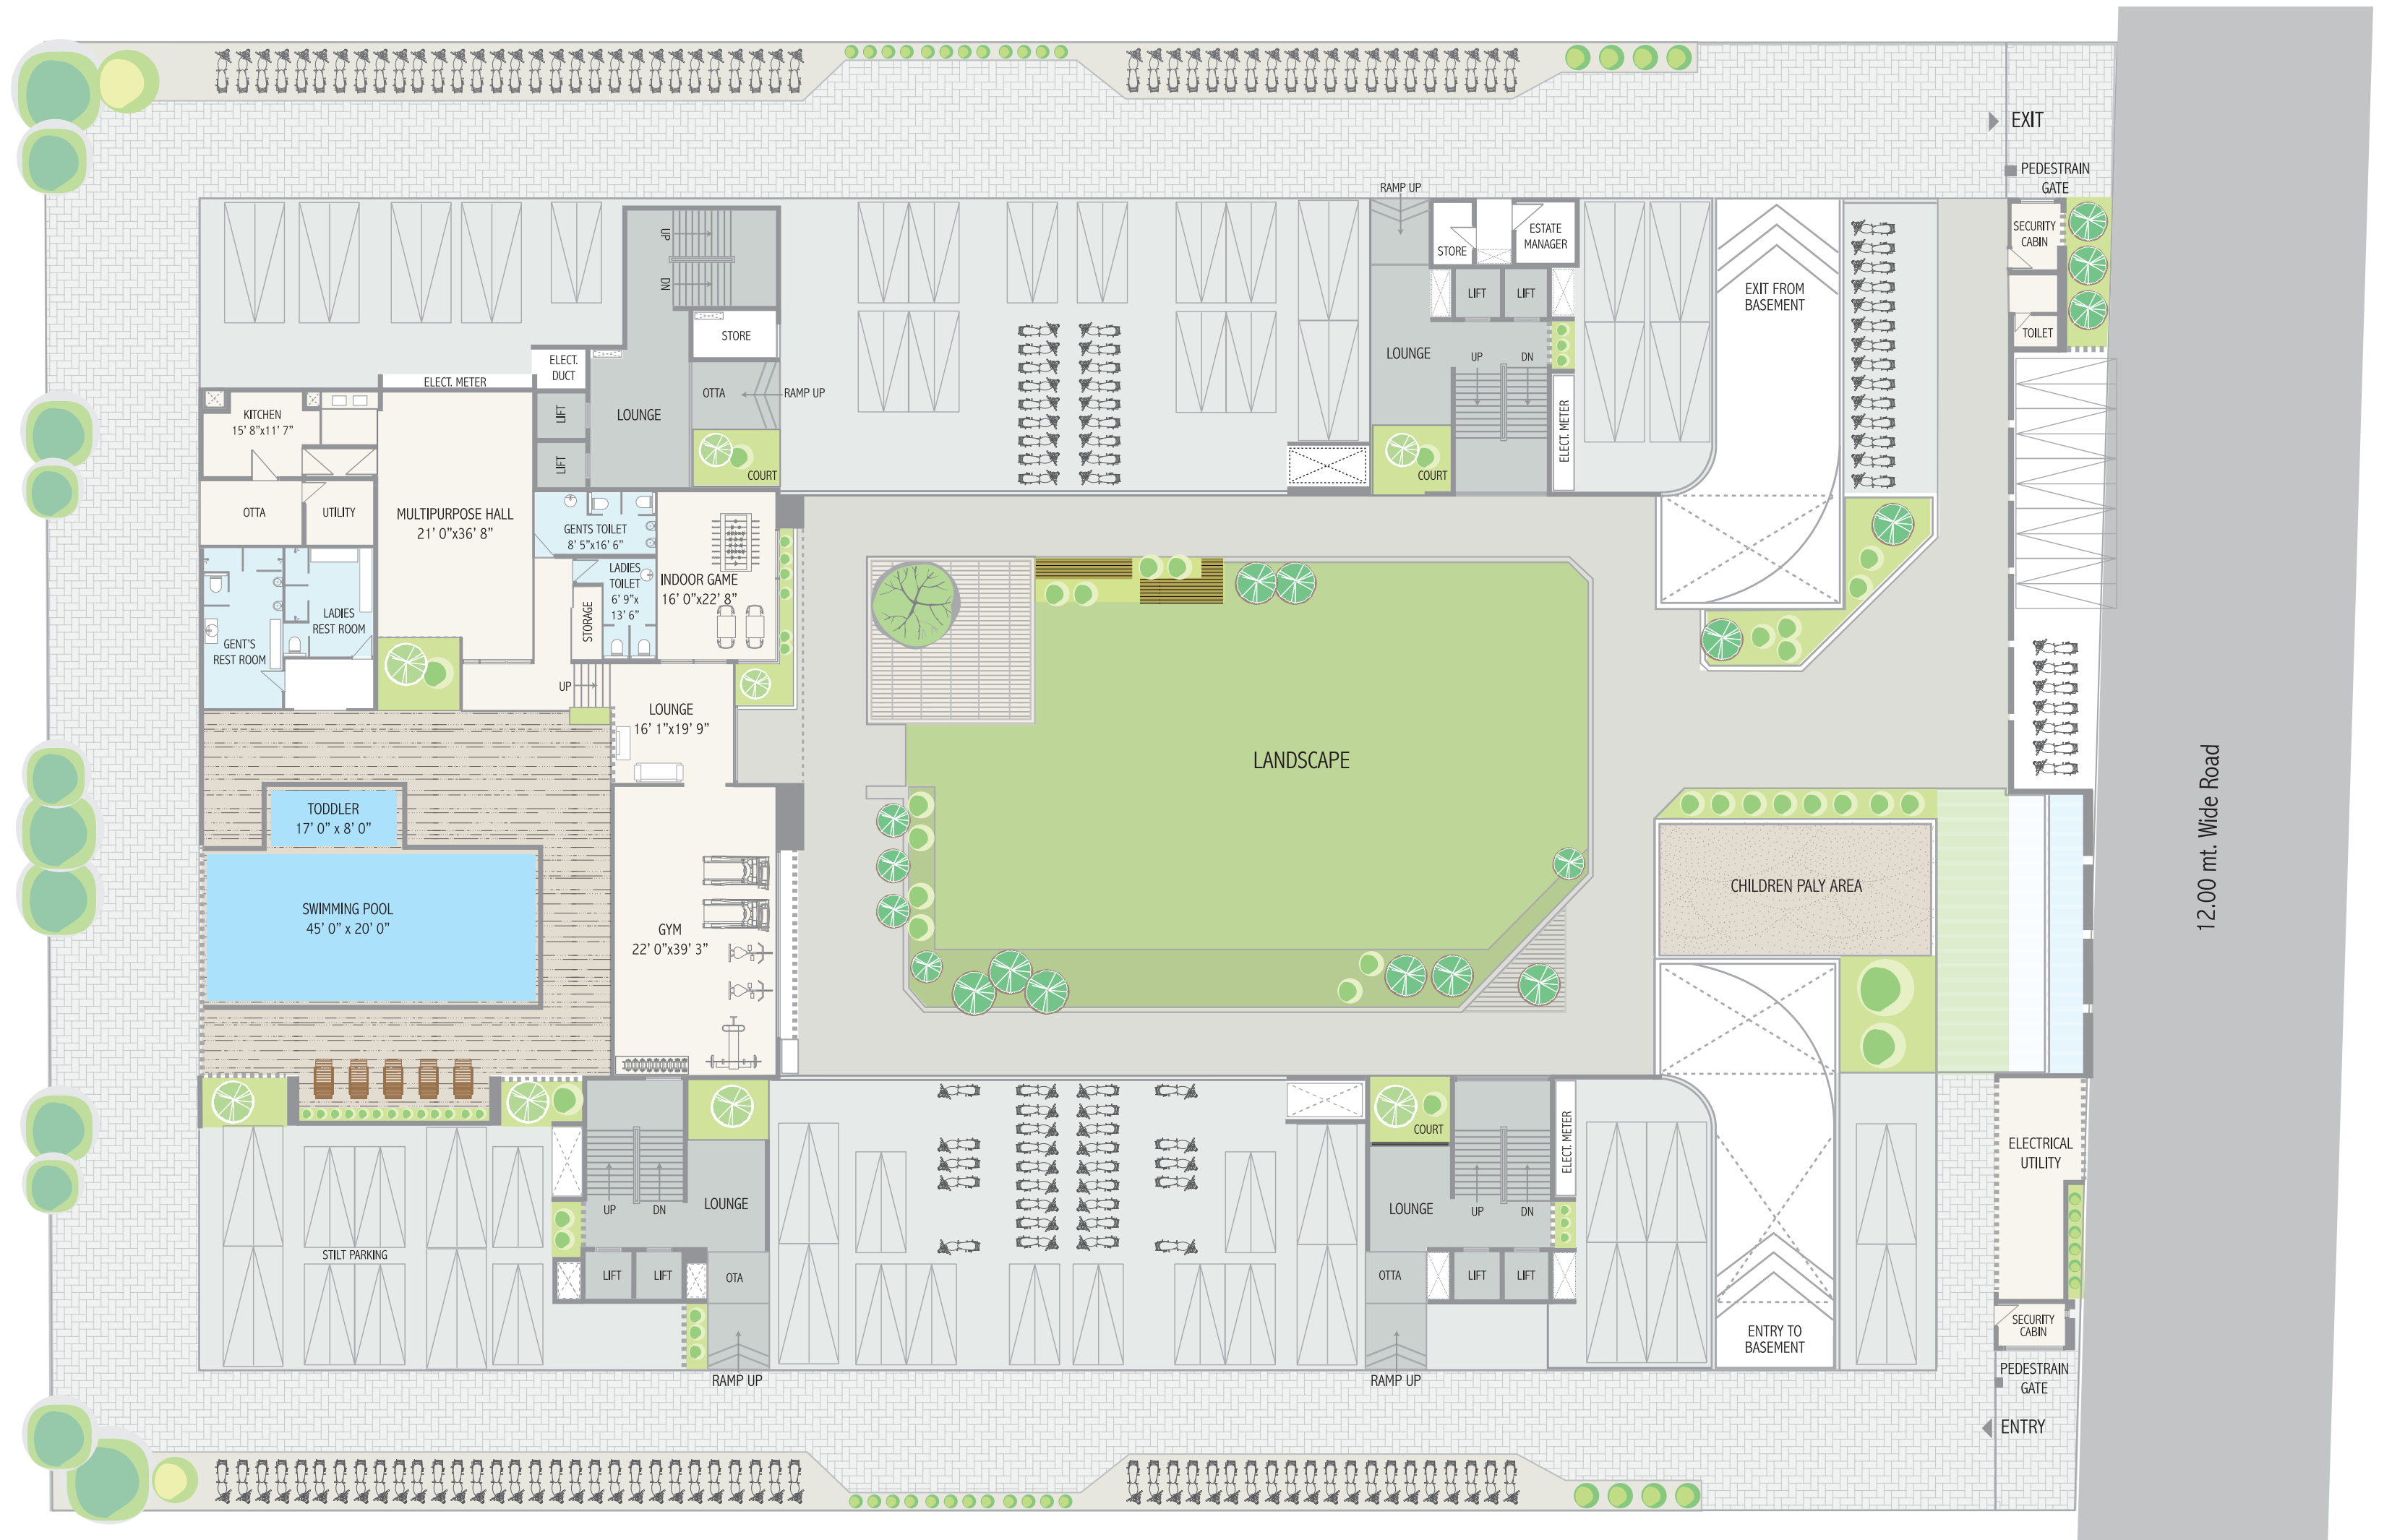 EXIT
PEDESTRAIN
GATE
RAMP UP
SECURITY
CABIN
STORE
ESTATE
MANAGER
UP
DN
EXIT FROM
BASEMENT
LIFT
LIFT
TOILET
STORE
LOUNGE
UP
DN
ELECT.
DUCT
ELECT. METER
OTTA
RAMP UP
KITCHEN
15' 8"x11' 7"
LIFT
LOUNGE
ELECT. METER
LIFT
COURT
COURT
OTTA
UTILITY
MULTIPURPOSE HALL
21' 0"x36' 8"
GENTS TOILET
8' 5"x16' 6"
LADIES
TOILET
6' 9"x
13' 6"
INDOOR GAME
16' 0"x22' 8"
STORAGE
LADIES
REST ROOM
GENT'S
REST ROOM
UP
LOUNGE
16' 1"x19' 9"
LANDSCAPE
12.00 mt. Wide Road
TODDLER
17' 0" x 8' 0"
CHILDREN PALY AREA
SWIMMING POOL
45' 0" x 20' 0"
GYM
22' 0"x39' 3"
COURT
ELECT. METER
ELECTRICAL
UTILITY
LOUNGE
LOUNGE
UP
DN
UP
DN
STILT PARKING
LIFT
LIFT
OTA
OTTA
LIFT
LIFT
SECURITY
CABIN
ENTRY TO
BASEMENT
RAMP UP
RAMP UP
PEDESTRAIN
GATE
ENTRY